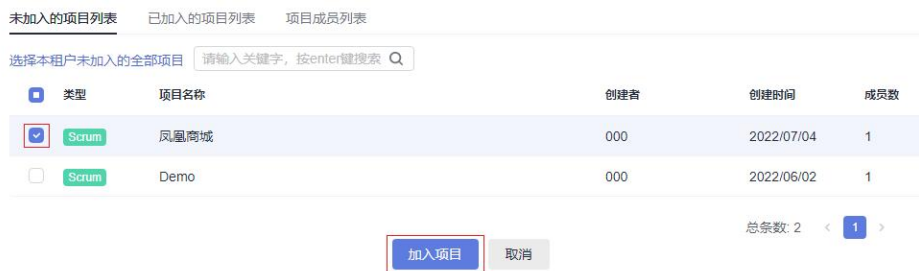 未加入的项目列表 已加入的项目列表 项目成员列表
选择本租户未加入的全部项目 请输入关键字，按enter键搜索
类型 项目名称 创建者 创建时间 成员数
Scrum 凤凰商城 000 2022/07/04 1
Scrum Demo 000 2022/06/02 1
总条数: 2 < 1 >
加入项目 取消